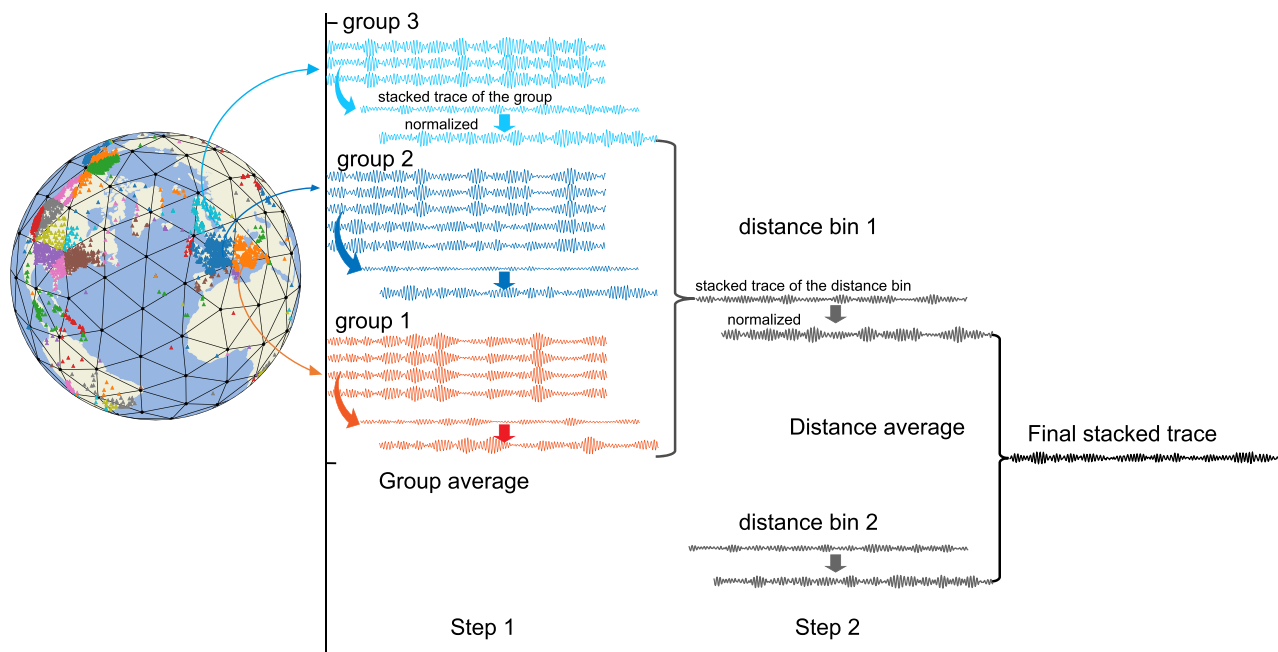 group 3
stacked trace of the group
normalized
group 2
group 1
Group average
Step 1
distance bin 1
stacked trace of the distance bin
normalized
Distance average
distance bin 2
Step 2
Final stacked trace